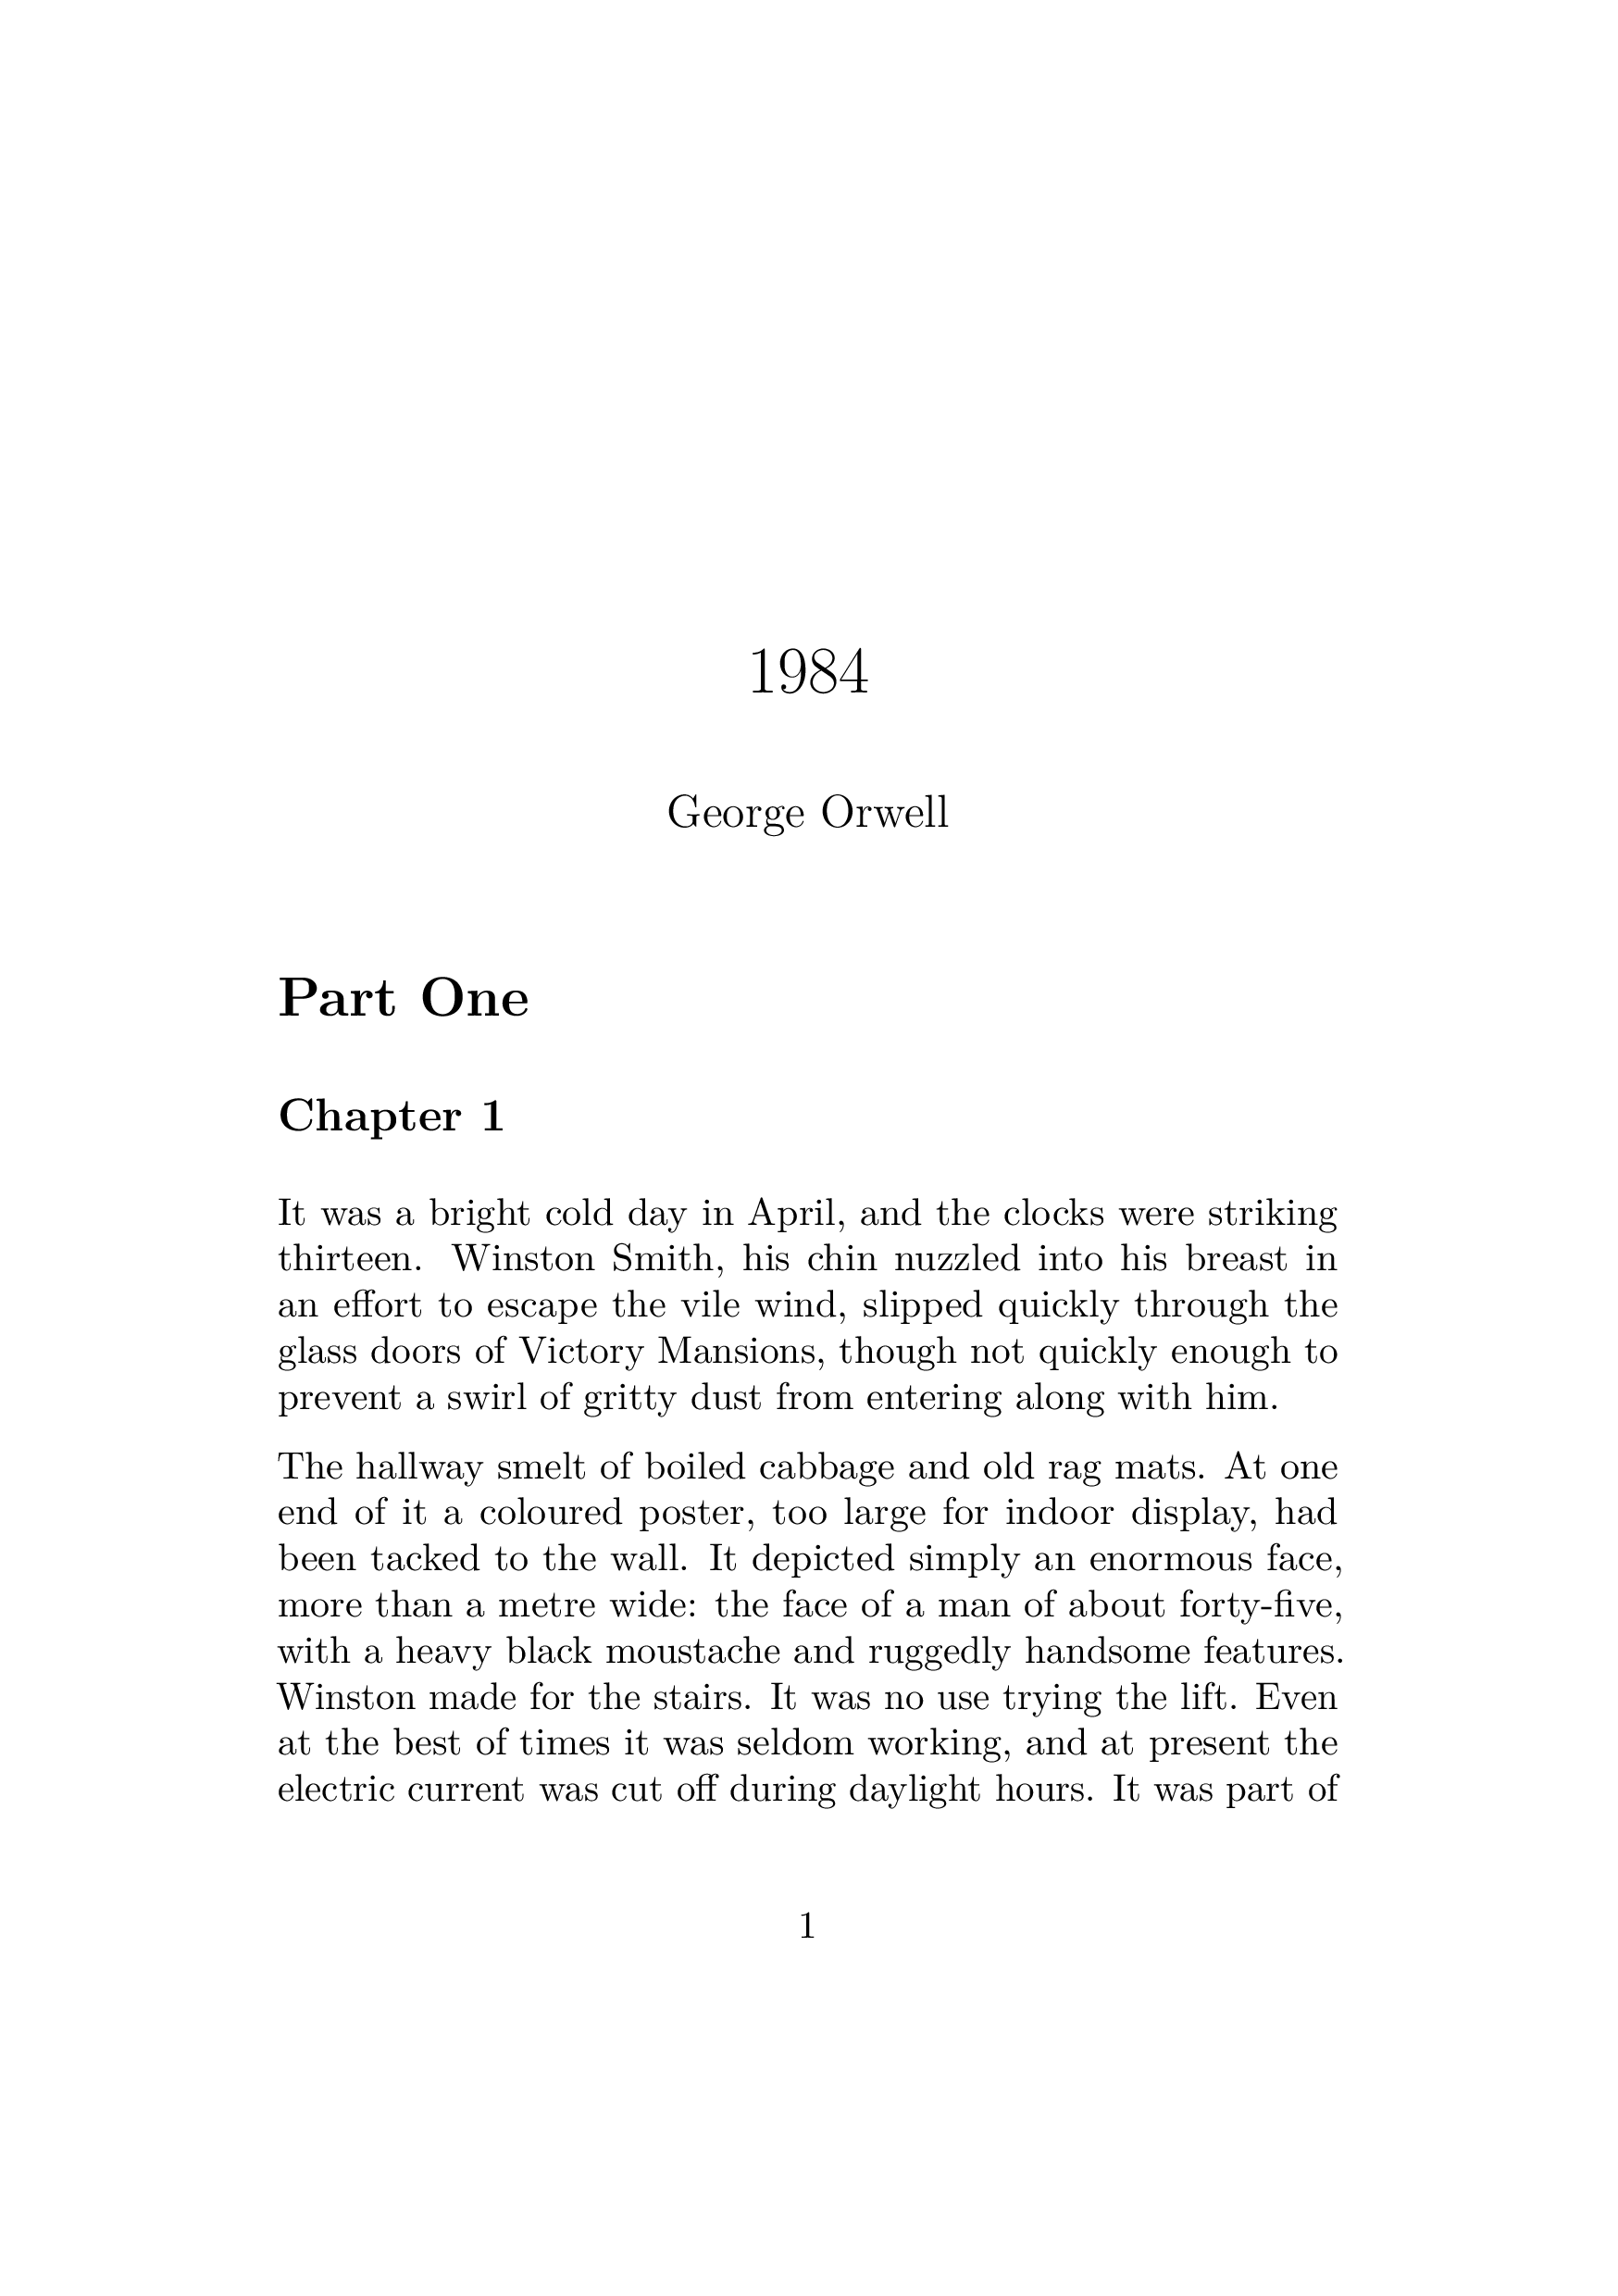 1984
George Orwell
Part One
Chapter 1
It was a bright cold day in April, and the clocks were striking
thirteen. Winston Smith, his chin nuzzled into his breast in
an effort to escape the vile wind, slipped quickly through the
glass doors of Victory Mansions, though not quickly enough to
prevent a swirl of gritty dust from entering along with him.
The hallway smelt of boiled cabbage and old rag mats. At one
end of it a coloured poster, too large for indoor display, had
been tacked to the wall. It depicted simply an enormous face,
more than a metre wide: the face of a man of about forty-five,
with a heavy black moustache and ruggedly handsome features.
Winston made for the stairs. It was no use trying the lift. Even
at the best of times it was seldom working, and at present the
electric current was cut off during daylight hours. It was part of
1